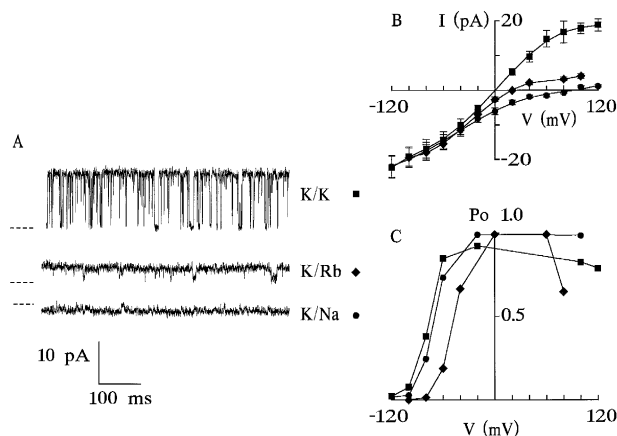 B I (pA)
20
-120
120
V (mV)
-20
A
K/K
K/Rb
K/Na
10 pA
100 ms
C
Po 1.0
0.5
-120
120
V (mV)